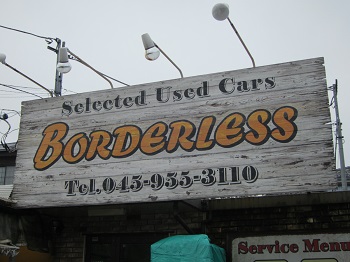 Selected Used Cars
BORDERLESS
Tel.045-955-3110
Service Menu